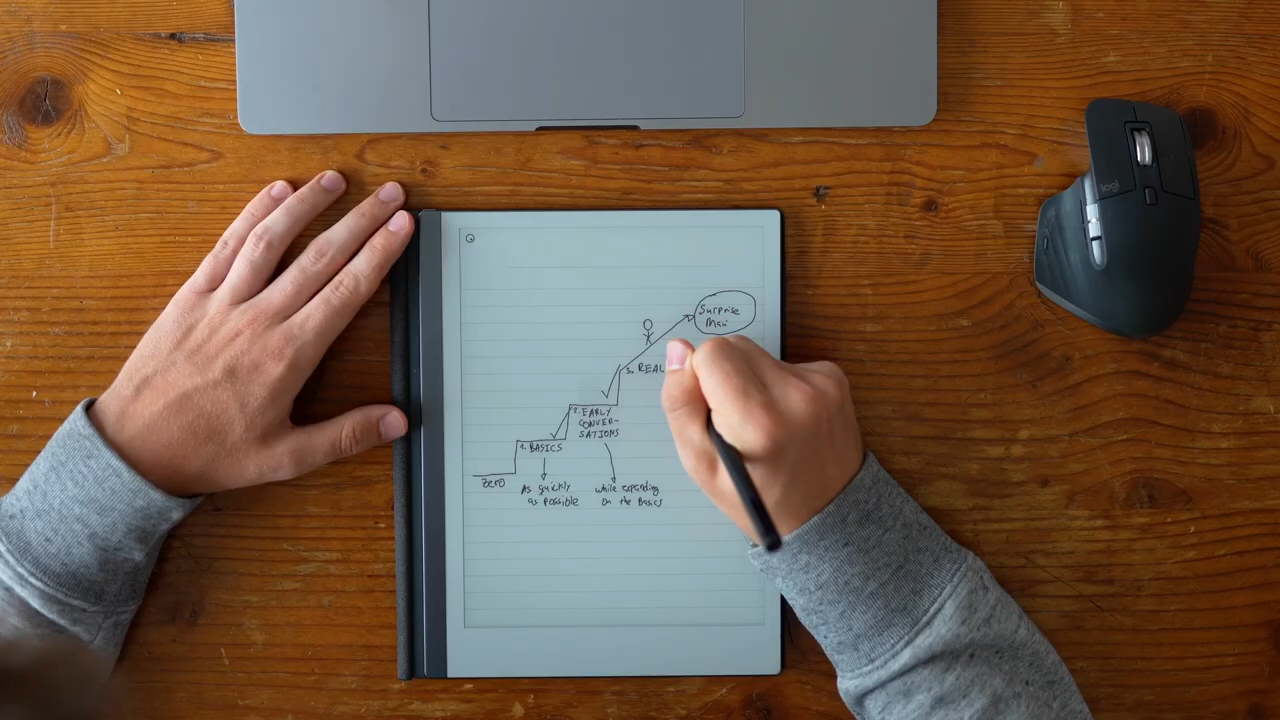 Surprise
Mavi
3. REAL
2. EARLY
CONVER-
SATIONS
1. BASICS
Zero
As quickly
as possible
while expanding
on the Basics
logi